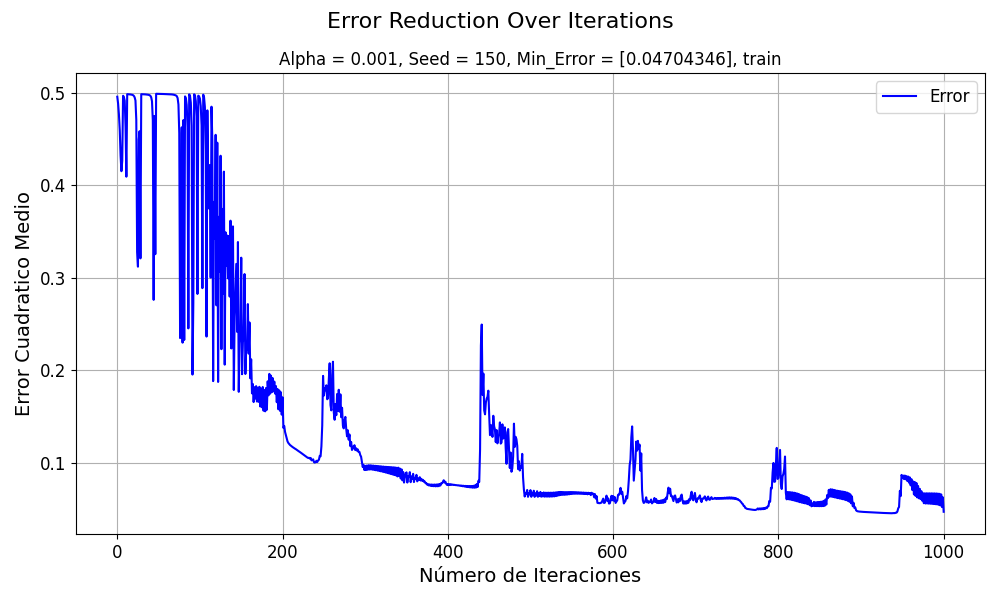 Error Reduction Over Iterations
Alpha = 0.001, Seed = 150, Min_Error = [0.04704346], train
Error
Error Cuadratico Medio
0.5
0.4
0.3
0.2
0.1
0 200 400 600 800 1000
Número de Iteraciones